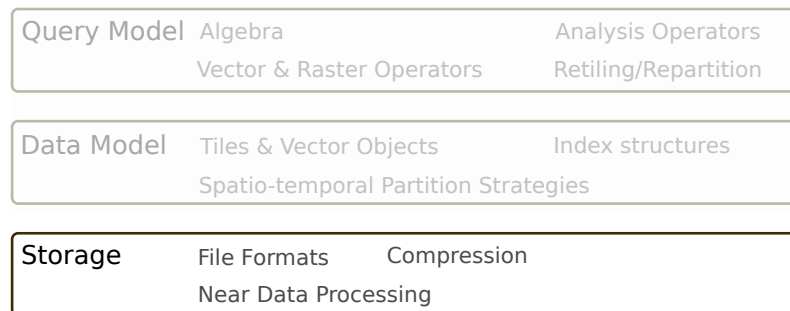 Query Model Algebra Analysis Operators
Vector & Raster Operators Retiling/Repartition
Data Model Tiles & Vector Objects Index structures
Spatio-temporal Partition Strategies
Storage File Formats Compression
Near Data Processing